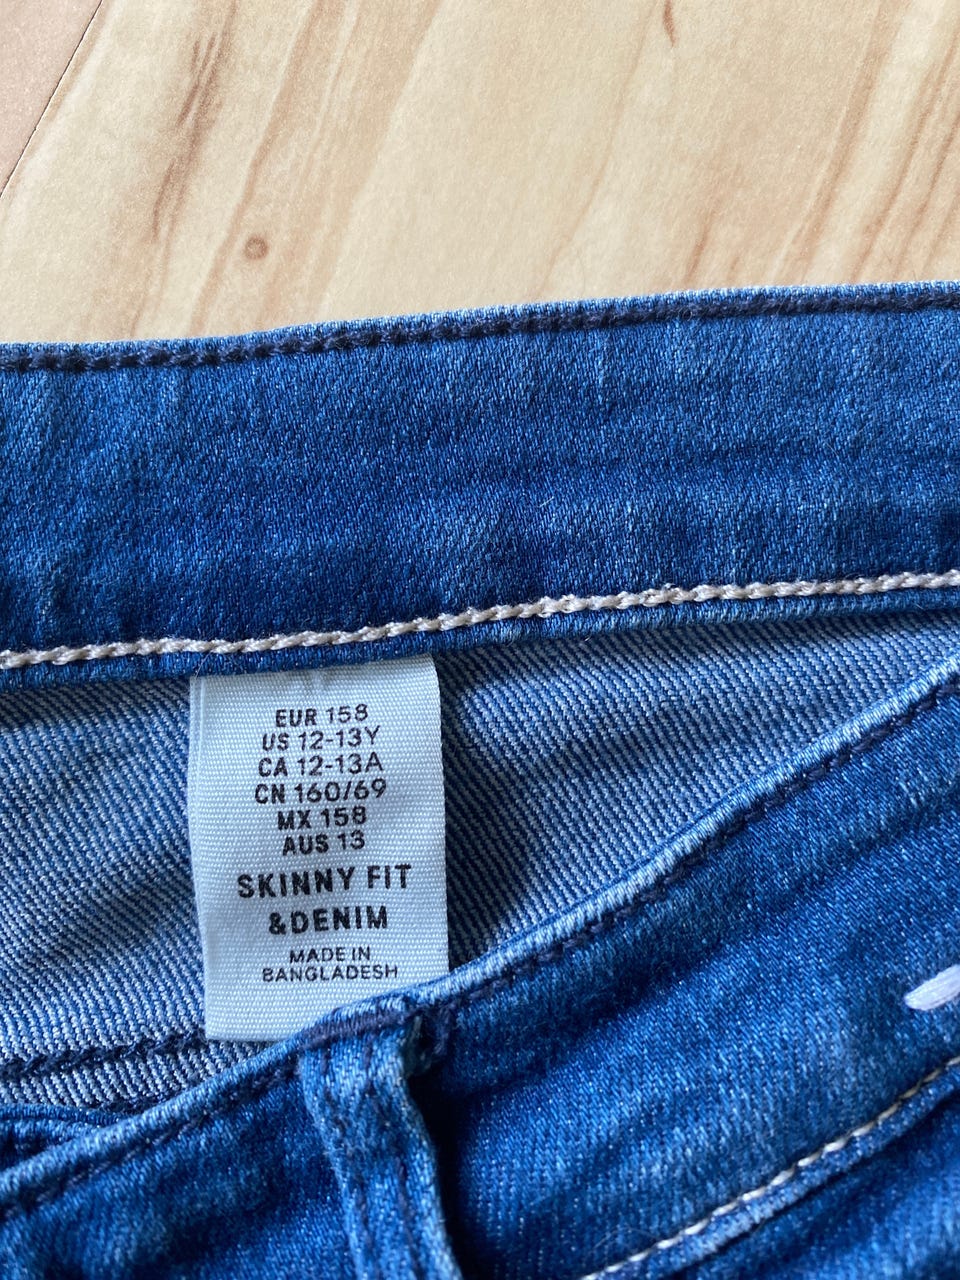 EUR 158
US 12-13Y
CA 12-13A
CN 160/69
MX 158
AUS 13
SKINNY FIT
&DENIM
MADE IN
BANGLADESH